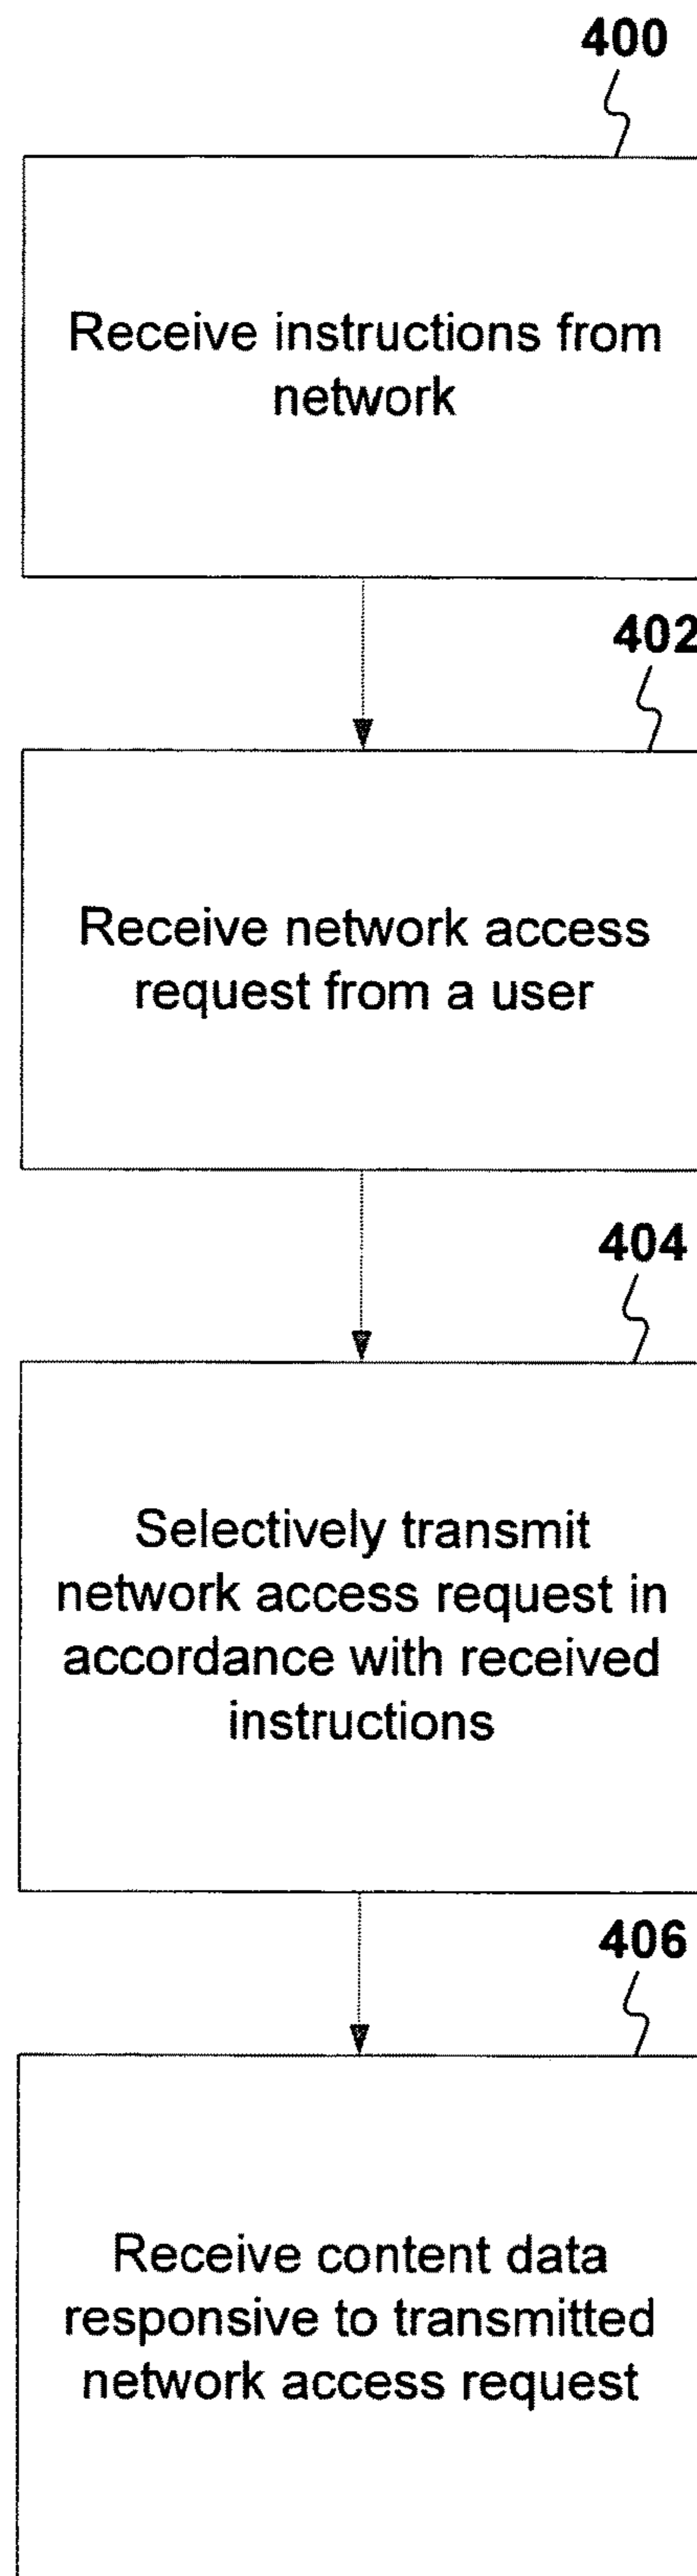 400
Receive instructions from
network
402
Receive network access
request from a user
404
Selectively transmit
network access request in
accordance with received
instructions
406
Receive content data
responsive to transmitted
network access request